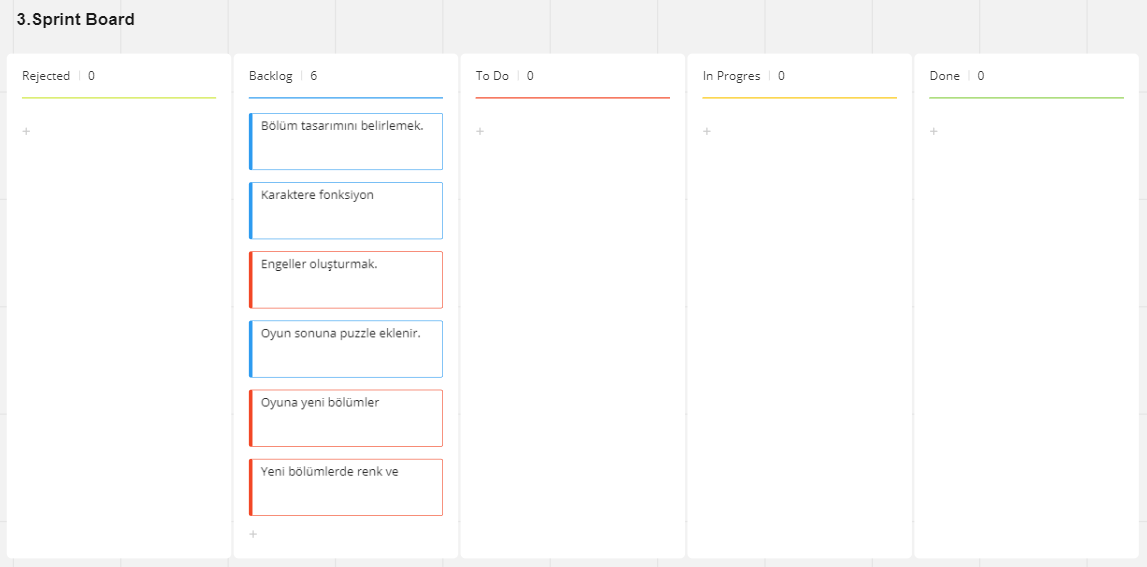 3.Sprint Board
Rejected 0
+
Backlog 6
Bölüm tasarımını belirlemek.
Karaktere fonksiyon
Engeller oluşturmak.
Oyun sonuna puzzle eklenir.
Oyuna yeni bölümler
Yeni bölümlerde renk ve
+
To Do 0
+
In Progres 0
+
Done 0
+